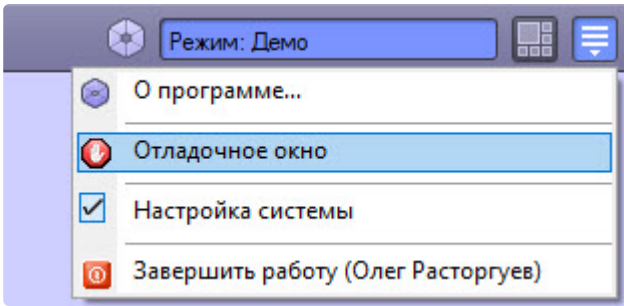 Режим: Демо
О программе...
Отладочное окно
Настройка системы
Завершить работу (Олег Расторгуев)